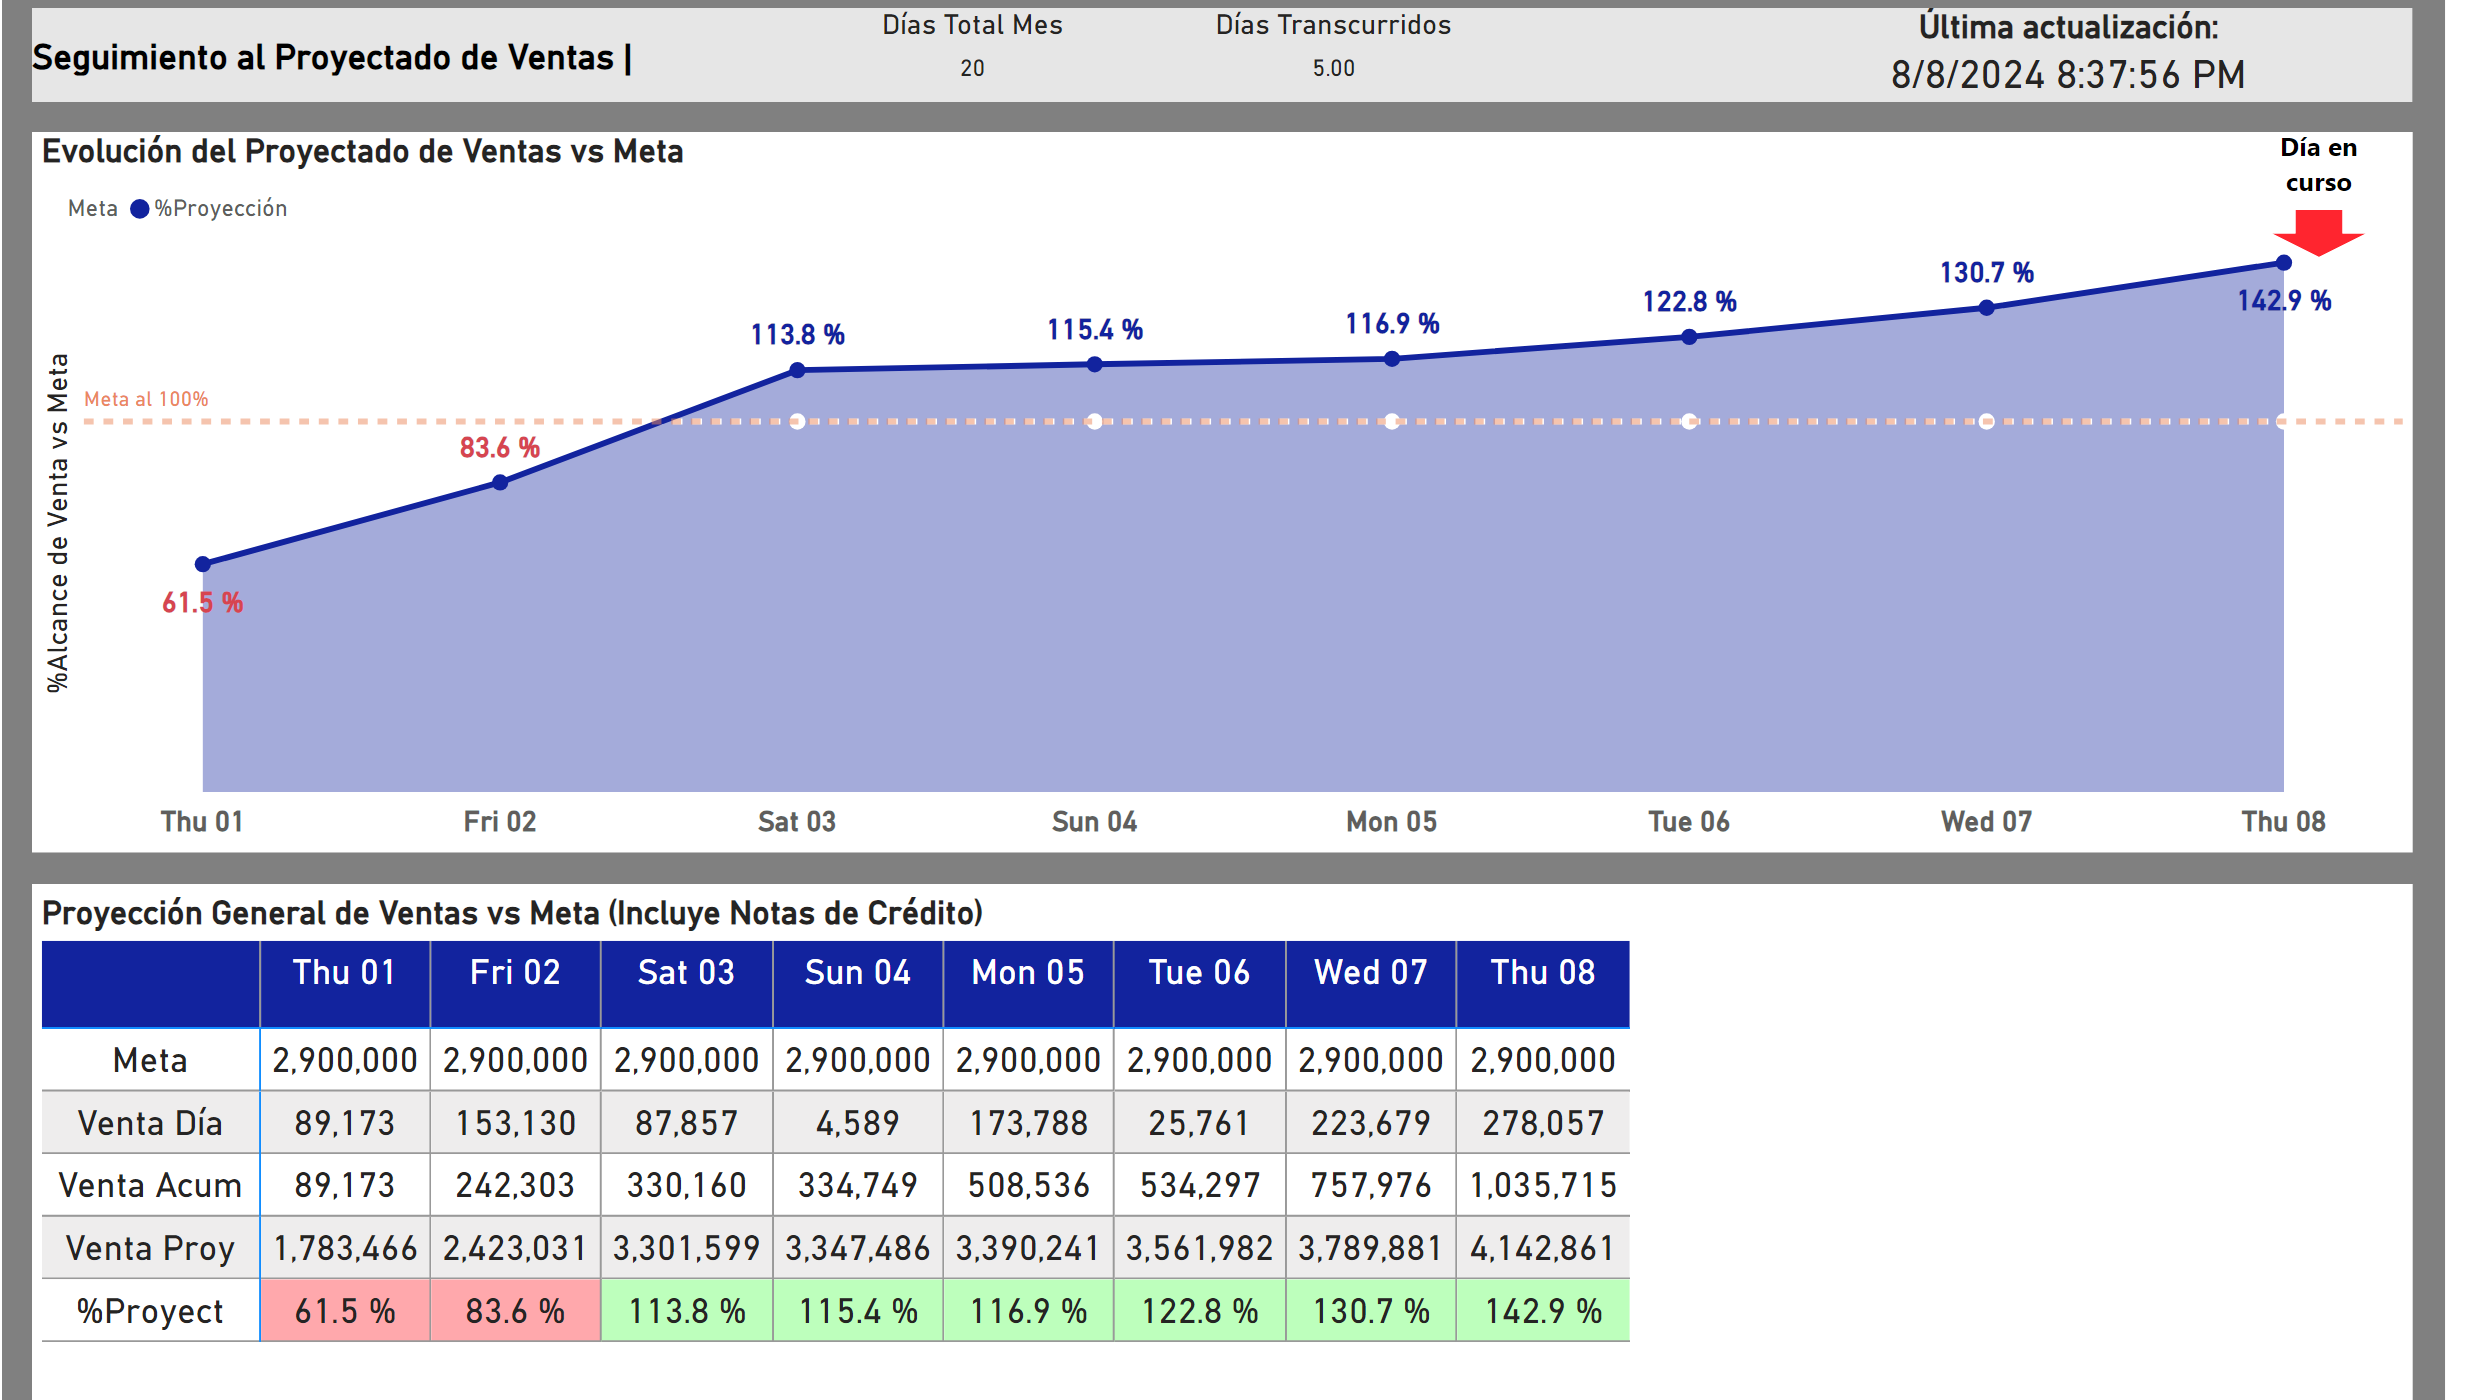 Seguimiento al Proyectado de Ventas |
Días Total Mes
20
Días Transcurridos
5.00
Última actualización:
8/8/2024 8:37:56 PM
Evolución del Proyectado de Ventas vs Meta
Día en
curso
Meta %Proyección
%Alcance de Venta vs Meta
Meta al 100%
61.5 %
83.6 %
113.8 %
115.4 %
116.9 %
122.8 %
130.7 %
142.9 %
Thu 01 Fri 02 Sat 03 Sun 04 Mon 05 Tue 06 Wed 07 Thu 08
Proyección General de Ventas vs Meta (Incluye Notas de Crédito)
Thu 01 Fri 02 Sat 03 Sun 04 Mon 05 Tue 06 Wed 07 Thu 08
Meta 2,900,000 2,900,000 2,900,000 2,900,000 2,900,000 2,900,000 2,900,000 2,900,000
Venta Día 89,173 153,130 87,857 4,589 173,788 25,761 223,679 278,057
Venta Acum 89,173 242,303 330,160 334,749 508,536 534,297 757,976 1,035,715
Venta Proy 1,783,466 2,423,031 3,301,599 3,347,486 3,390,241 3,561,982 3,789,881 4,142,861
%Proyect 61.5 % 83.6 % 113.8 % 115.4 % 116.9 % 122.8 % 130.7 % 142.9 %